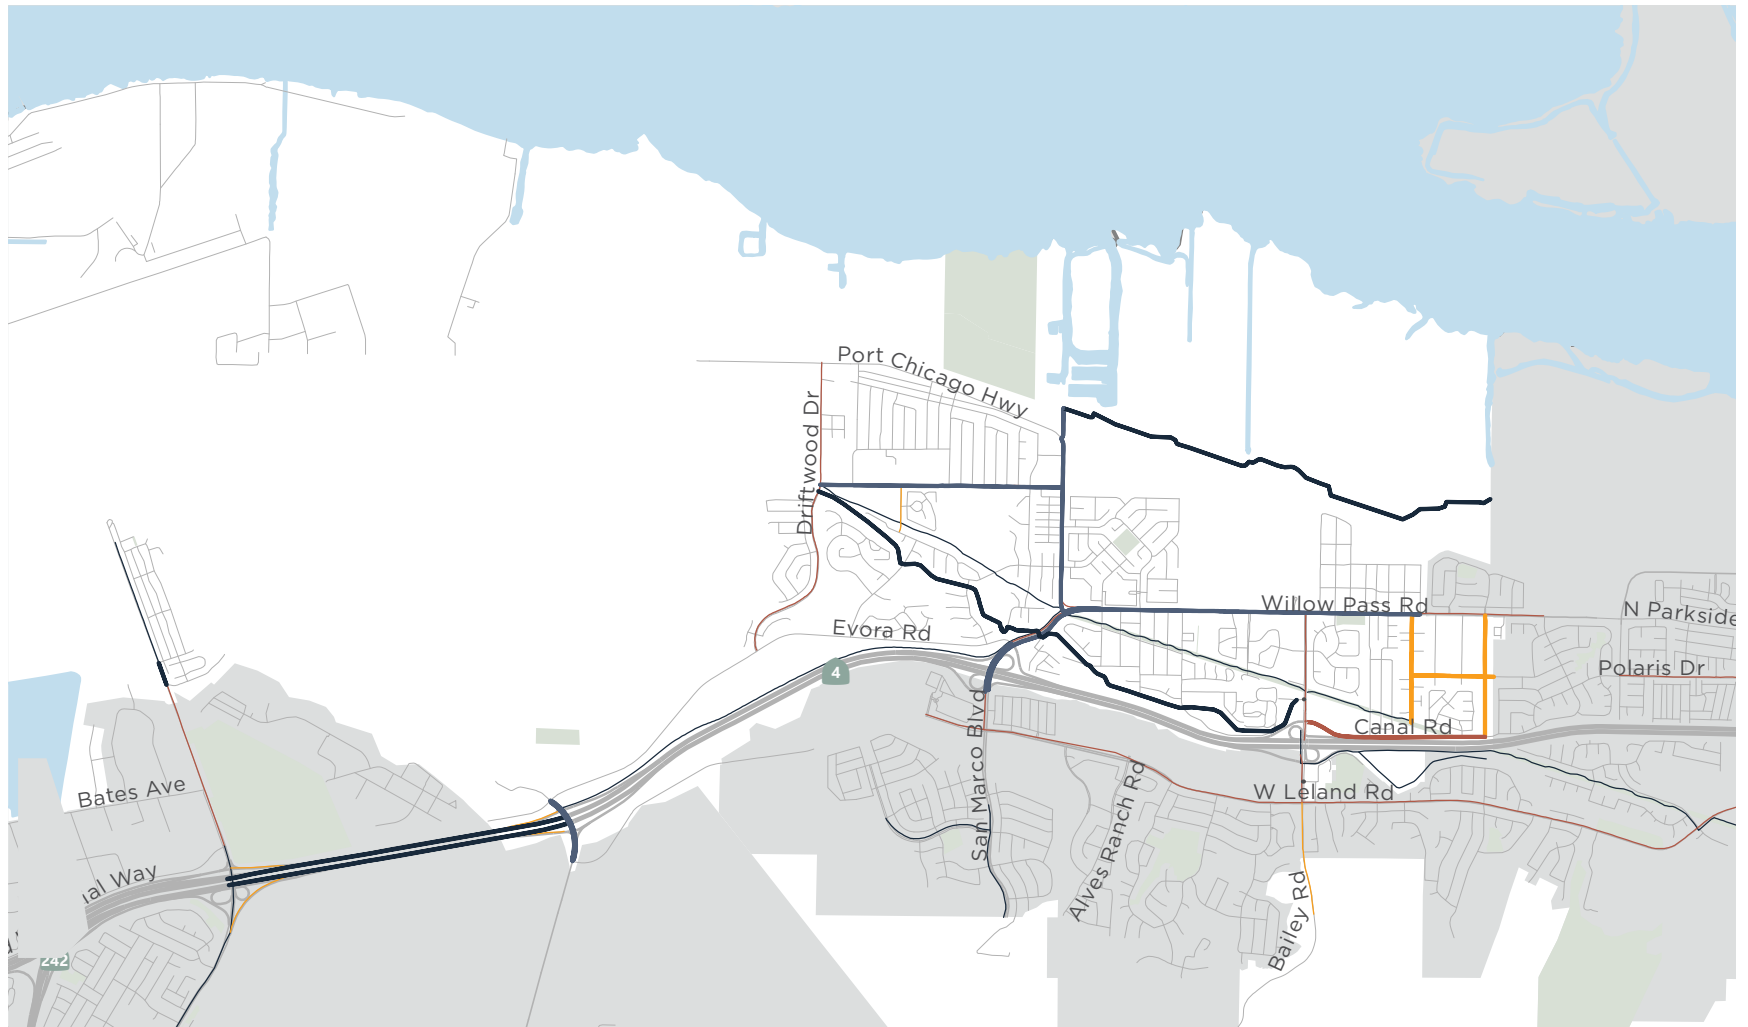 Port Chicago Hwy
Driftwood Dr
Willow Pass Rd
N Parkside
Evora Rd
4
Polaris Dr
San Marco Blvd
Canal Rd
Bates Ave
W Leland Rd
Alves Ranch Rd
Bailey Rd
ial Way
242